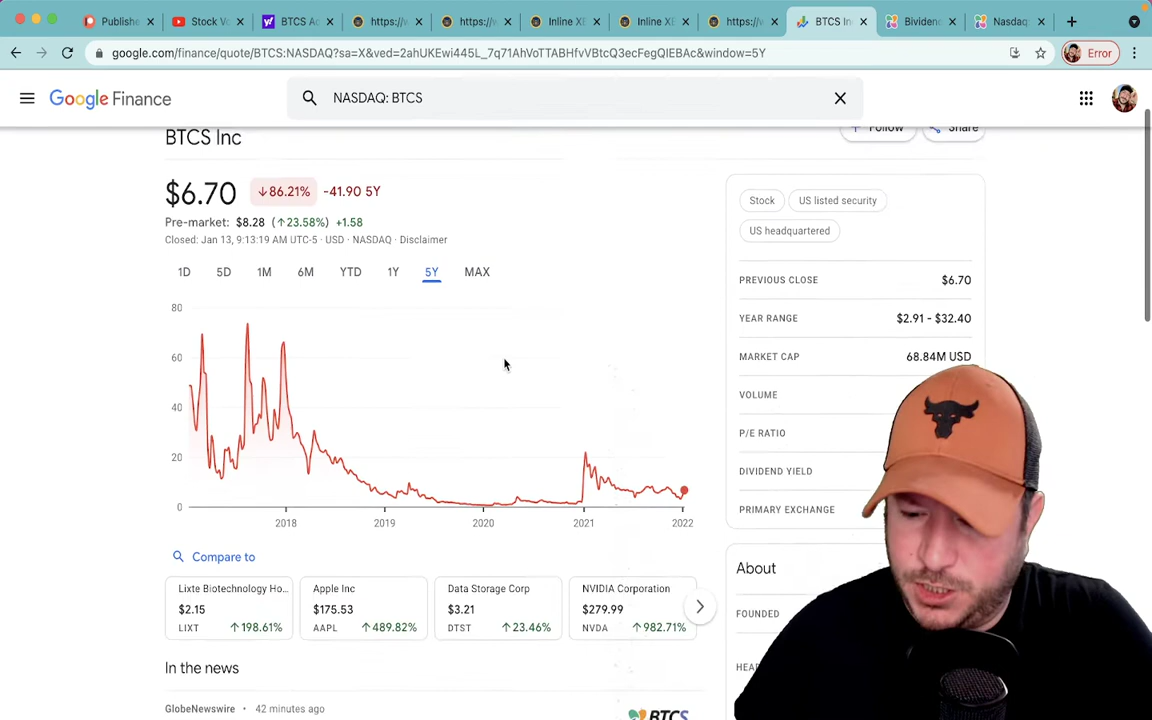 Publishe
Stock Vo
BTCS Ac
https://w
https://w
Inline XE
Inline XE
https://w
BTCS In
Dividend
Nasdaq
google.com/finance/quote/BTCS:NASDAQ?sa=X&ved=2ahUKEwi445L_7q71AhVoTTABHfvVBtcQ3ecFegQIEBAc&window=5Y
Error
Google Finance
NASDAQ: BTCS
BTCS Inc
Follow
Share
$6.70 ↓86.21% -41.90 5Y
Pre-market: $8.28 (↑23.58%) +1.58
Closed: Jan 13, 9:13:19 AM UTC-5 · USD · NASDAQ · Disclaimer
1D 5D 1M 6M YTD 1Y 5Y MAX
80
60
40
20
0
2018 2019 2020 2021 2022
Compare to
Lixte Biotechnology Ho...
$2.15
LIXT ↑198.61%
Apple Inc
$175.53
AAPL ↑489.82%
Data Storage Corp
$3.21
DTST ↑23.46%
NVIDIA Corporation
$279.99
NVDA ↑982.71%
In the news
GlobeNewswire • 42 minutes ago
BTCS
Stock
US listed security
US headquartered
PREVIOUS CLOSE $6.70
YEAR RANGE $2.91 - $32.40
MARKET CAP 68.84M USD
VOLUME
P/E RATIO
DIVIDEND YIELD
PRIMARY EXCHANGE
About
FOUNDED
HEA